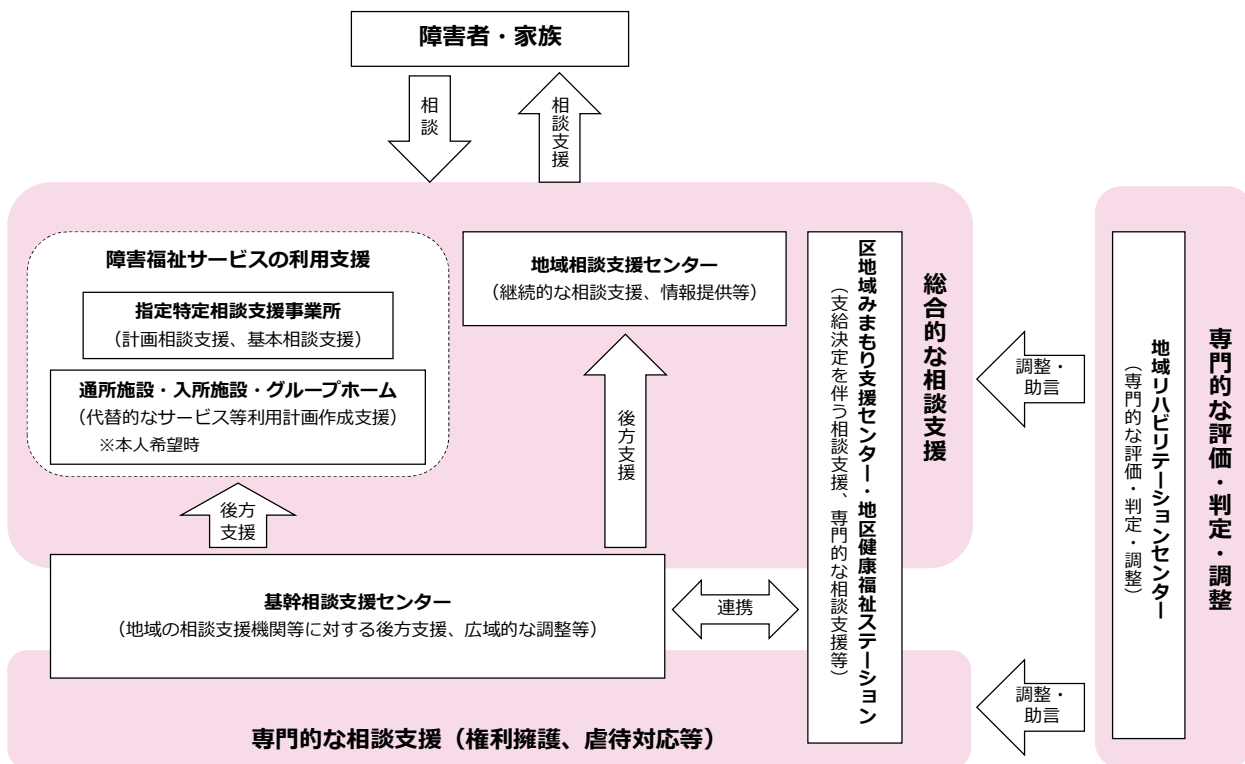 障害者・家族
相談
相談支援
障害福祉サービスの利用支援
指定特定相談支援事業所
（計画相談支援、基本相談支援）
通所施設・入所施設・グループホーム
（代替的なサービス等利用計画作成支援）
※本人希望時
地域相談支援センター
（継続的な相談支援、情報提供等）
区地域みまもり支援センター・地区健康福祉ステーション
（支給決定を伴う相談支援、専門的な相談支援等）
総合的な相談支援
調整・
助言
地域リハビリテーションセンター
（専門的な評価・判定・調整）
専門的な評価・判定・調整
後方
支援
後方支援
基幹相談支援センター
（地域の相談支援機関等に対する後方支援、広域的な調整等）
連携
調整・
助言
専門的な相談支援（権利擁護、虐待対応等）